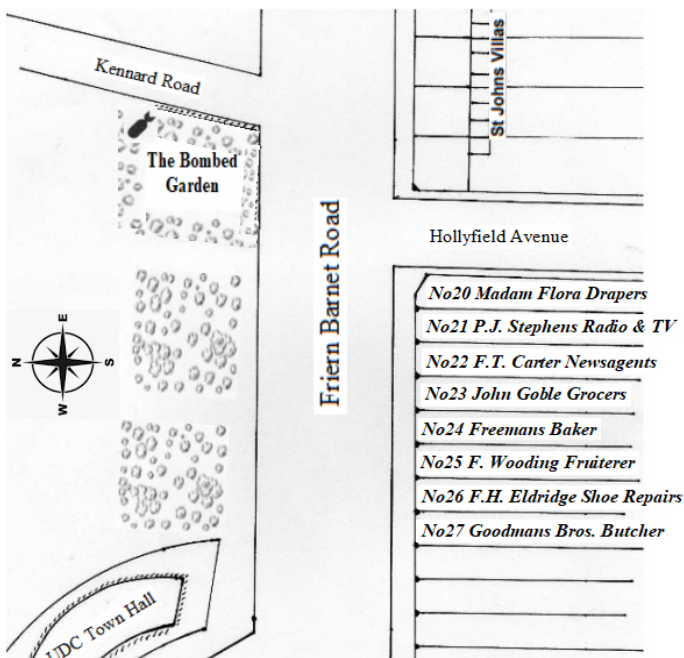 Kennard Road
St Johns Villas
The Bombed
Garden
Friern Barnet Road
Hollyfield Avenue
No20 Madam Flora Drapers
No21 P.J. Stephens Radio & TV
No22 F.T. Carter Newsagents
No23 John Goble Grocers
No24 Freemans Baker
No25 F. Wooding Fruiterer
No26 F.H. Eldridge Shoe Repairs
No27 Goodmans Bros. Butcher
E
N
S
W
UDC Town Hall